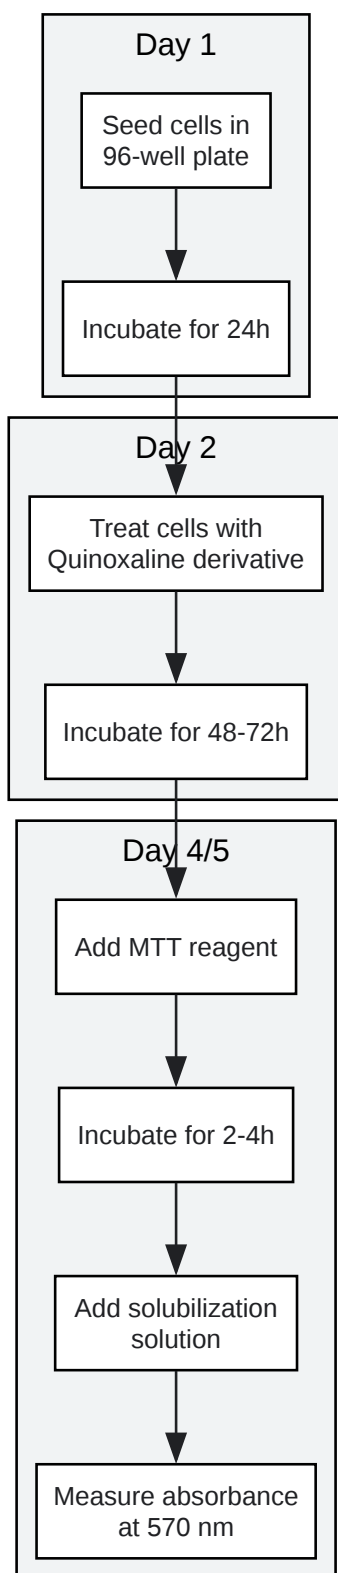 Day 1
Seed cells in
96-well plate
Incubate for 24h
Day 2
Treat cells with
Quinoxaline derivative
Incubate for 48-72h
Day 4/5
Add MTT reagent
Incubate for 2-4h
Add solubilization
solution
Measure absorbance
at 570 nm